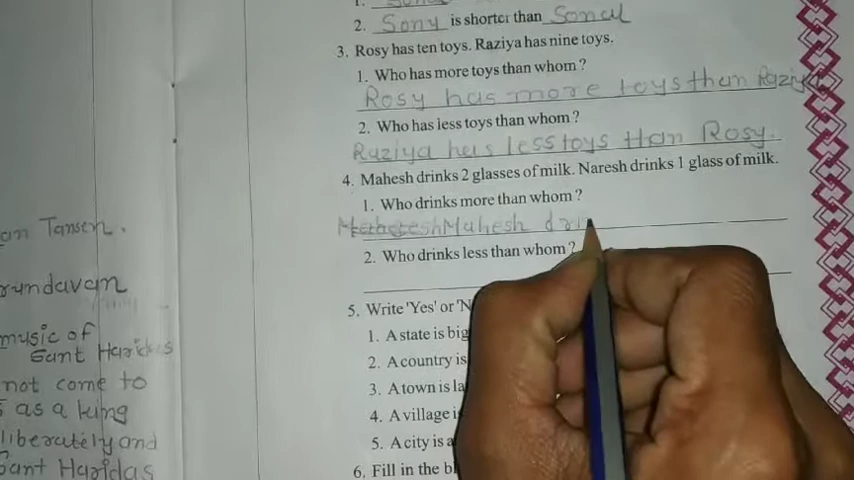 on Tansen.
rumdavan
music of
Sant Haridas
not come to
as a king
liberately and
Sant Haridas
1.
2. Sony is shorter than Sonal
3. Rosy has ten toys. Raziya has nine toys.
1. Who has more toys than whom ?
Rosy has more toys than Raziya
2. Who has less toys than whom ?
Raziya has less toys than Rosy.
4. Mahesh drinks 2 glasses of milk. Naresh drinks 1 glass of milk.
1. Who drinks more than whom ?
Mahesh dri
2. Who drinks less than whom ?
5. Write 'Yes' or 'N
1. A state is big
2. A country is
3. A town is la
4. A village is
5. A city is a
6. Fill in the b